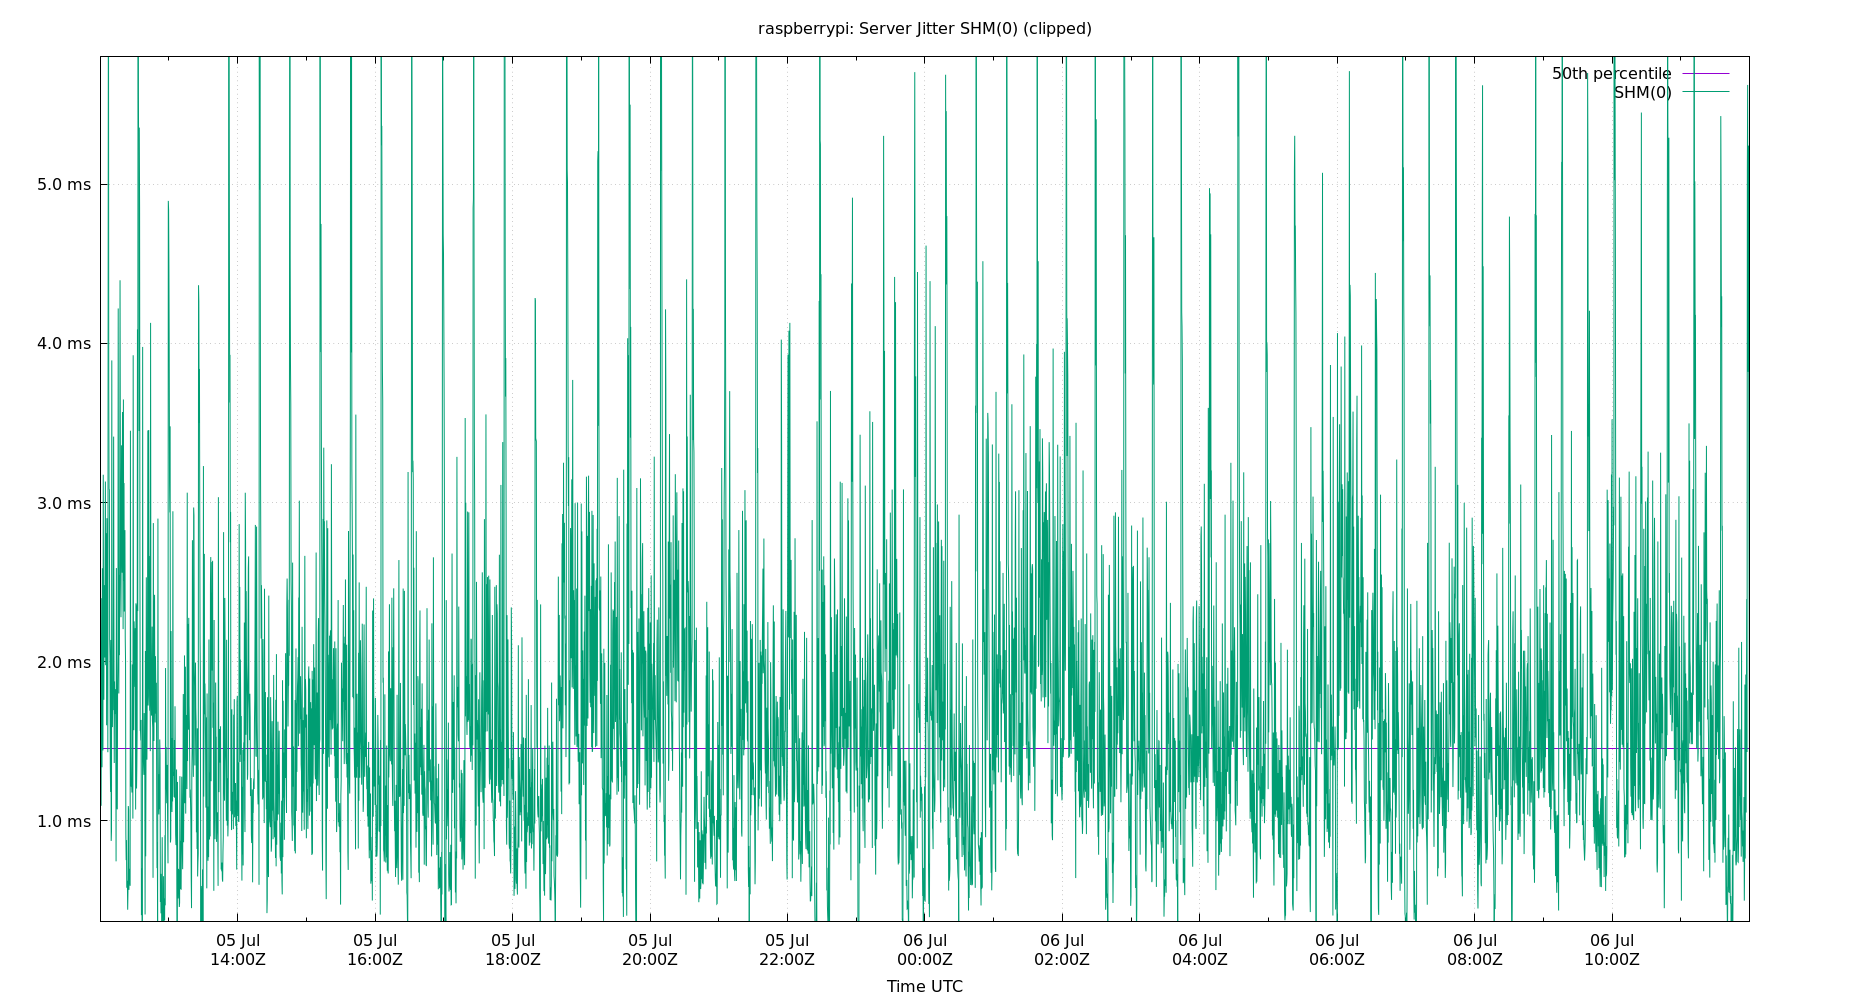 raspberrypi: Server Jitter SHM(0) (clipped)
50th percentile
SHM(0)
5.0 ms
4.0 ms
3.0 ms
2.0 ms
1.0 ms
05 Jul 05 Jul 05 Jul 05 Jul 05 Jul 06 Jul 06 Jul 06 Jul 06 Jul 06 Jul 06 Jul
14:00Z 16:00Z 18:00Z 20:00Z 22:00Z 00:00Z 02:00Z 04:00Z 06:00Z 08:00Z 10:00Z
Time UTC